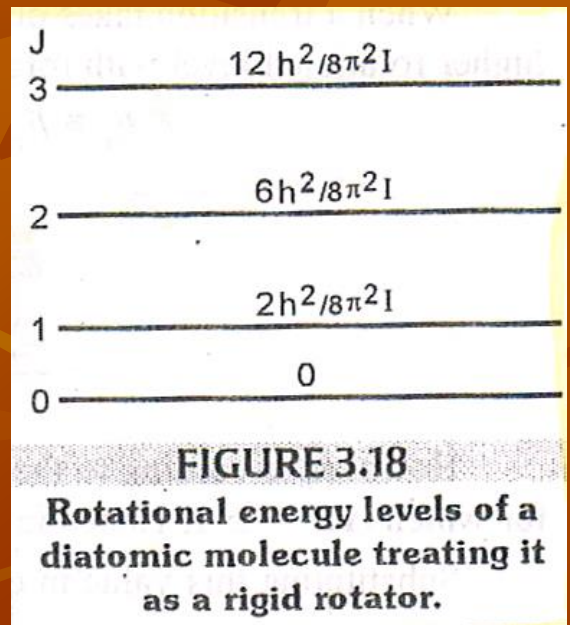 J
12 h²/8π²I
3
6h²/8π²I
2
2h²/8π²I
1
0
0
FIGURE 3.18
Rotational energy levels of a
diatomic molecule treating it
as a rigid rotator.